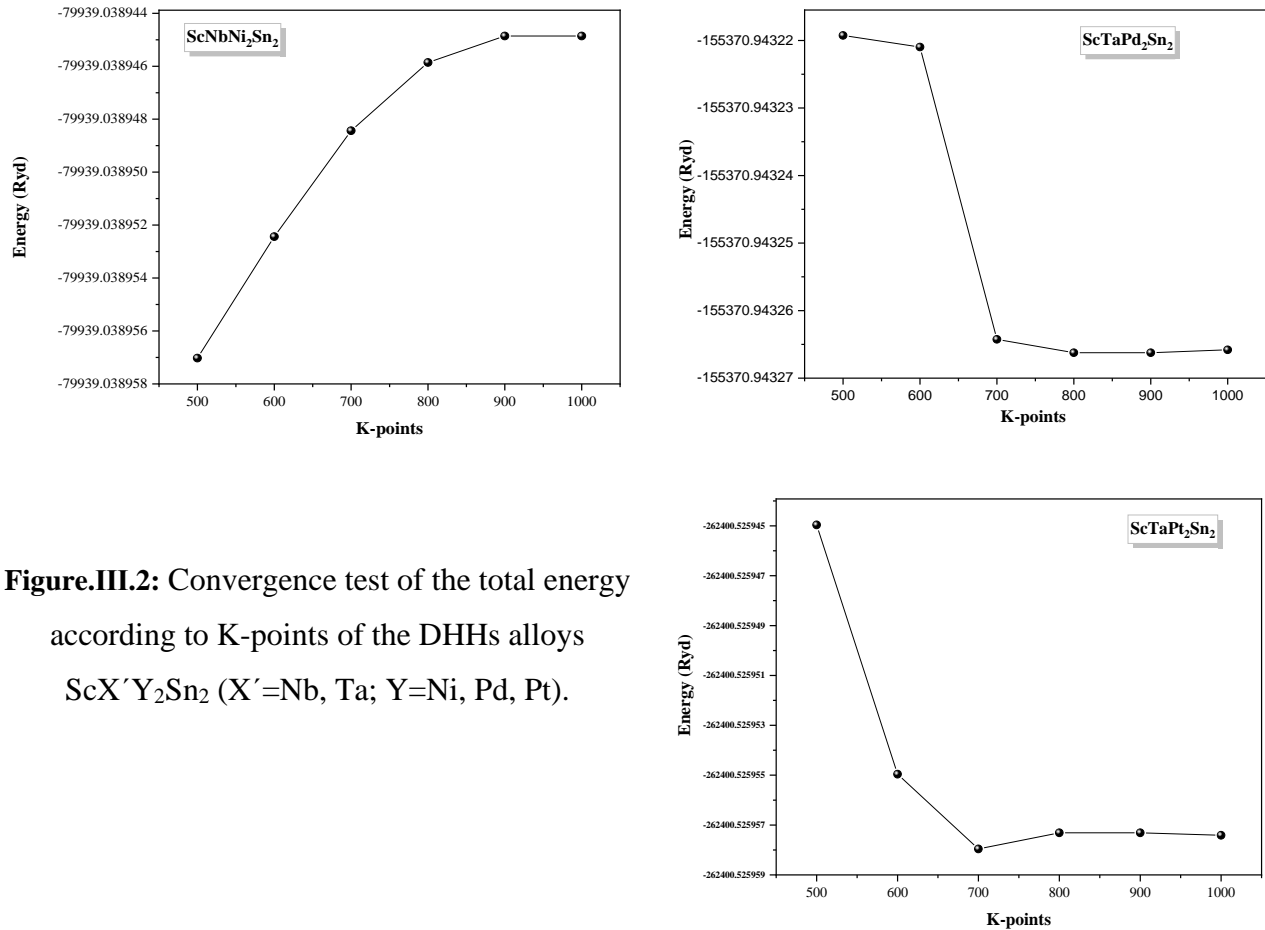 ScNbNi₂Sn₂
-79939.038944
-79939.038946
-79939.038948
-79939.038950
-79939.038952
-79939.038954
-79939.038956
-79939.038958
Energy (Ryd)
500 600 700 800 900 1000
K-points
ScTaPd₂Sn₂
-155370.94322
-155370.94323
-155370.94324
-155370.94325
-155370.94326
-155370.94327
Energy (Ryd)
500 600 700 800 900 1000
K-points
Figure.III.2: Convergence test of the total energy
according to K-points of the DHHs alloys
ScX´Y₂Sn₂ (X´=Nb, Ta; Y=Ni, Pd, Pt).
ScTaPt₂Sn₂
-262400.525945
-262400.525947
-262400.525949
-262400.525951
-262400.525953
-262400.525955
-262400.525957
-262400.525959
Energy (Ryd)
500 600 700 800 900 1000
K-points